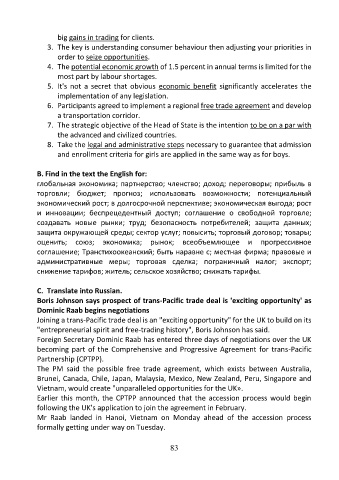 big gains in trading for clients.
3. The key is understanding consumer behaviour then adjusting your priorities in
order to seize opportunities.
4. The potential economic growth of 1.5 percent in annual terms is limited for the
most part by labour shortages.
5. It's not a secret that obvious economic benefit significantly accelerates the
implementation of any legislation.
6. Participants agreed to implement a regional free trade agreement and develop
a transportation corridor.
7. The strategic objective of the Head of State is the intention to be on a par with
the advanced and civilized countries.
8. Take the legal and administrative steps necessary to guarantee that admission
and enrollment criteria for girls are applied in the same way as for boys.
B. Find in the text the English for:
глобальная экономика; партнерство; членство; доход; переговоры; прибыль в
торговли; бюджет; прогноз; использовать возможности; потенциальный
экономический рост; в долгосрочной перспективе; экономическая выгода; рост
и инновации; беспрецедентный доступ; соглашение о свободной торговле;
создавать новые рынки; труд; безопасность потребителей; защита данных;
защита окружающей среды; сектор услуг; повысить; торговый договор; товары;
оценить; союз; экономика; рынок; всеобъемлющее и прогрессивное
соглашение; Транстихоокеанский; быть наравне с; местная фирма; правовые и
административные меры; торговая сделка; пограничный налог; экспорт;
снижение тарифов; житель; сельское хозяйство; снижать тарифы.
C. Translate into Russian.
Boris Johnson says prospect of trans-Pacific trade deal is 'exciting opportunity' as
Dominic Raab begins negotiations
Joining a trans-Pacific trade deal is an "exciting opportunity" for the UK to build on its
"entrepreneurial spirit and free-trading history", Boris Johnson has said.
Foreign Secretary Dominic Raab has entered three days of negotiations over the UK
becoming part of the Comprehensive and Progressive Agreement for trans-Pacific
Partnership (CPTPP).
The PM said the possible free trade agreement, which exists between Australia,
Brunei, Canada, Chile, Japan, Malaysia, Mexico, New Zealand, Peru, Singapore and
Vietnam, would create "unparalleled opportunities for the UK».
Earlier this month, the CPTPP announced that the accession process would begin
following the UK's application to join the agreement in February.
Mr Raab landed in Hanoi, Vietnam on Monday ahead of the accession process
formally getting under way on Tuesday.
83